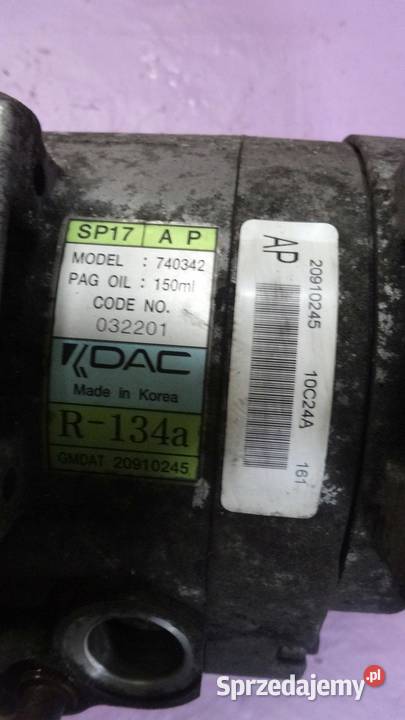 SP17 A P
MODEL : 740342
PAG OIL : 150ml
CODE NO.
032201
DAC
Made in Korea
R-134a
GMDAT 20910245
AP
20910245 10C24A 161
Sprzedajemy.pl